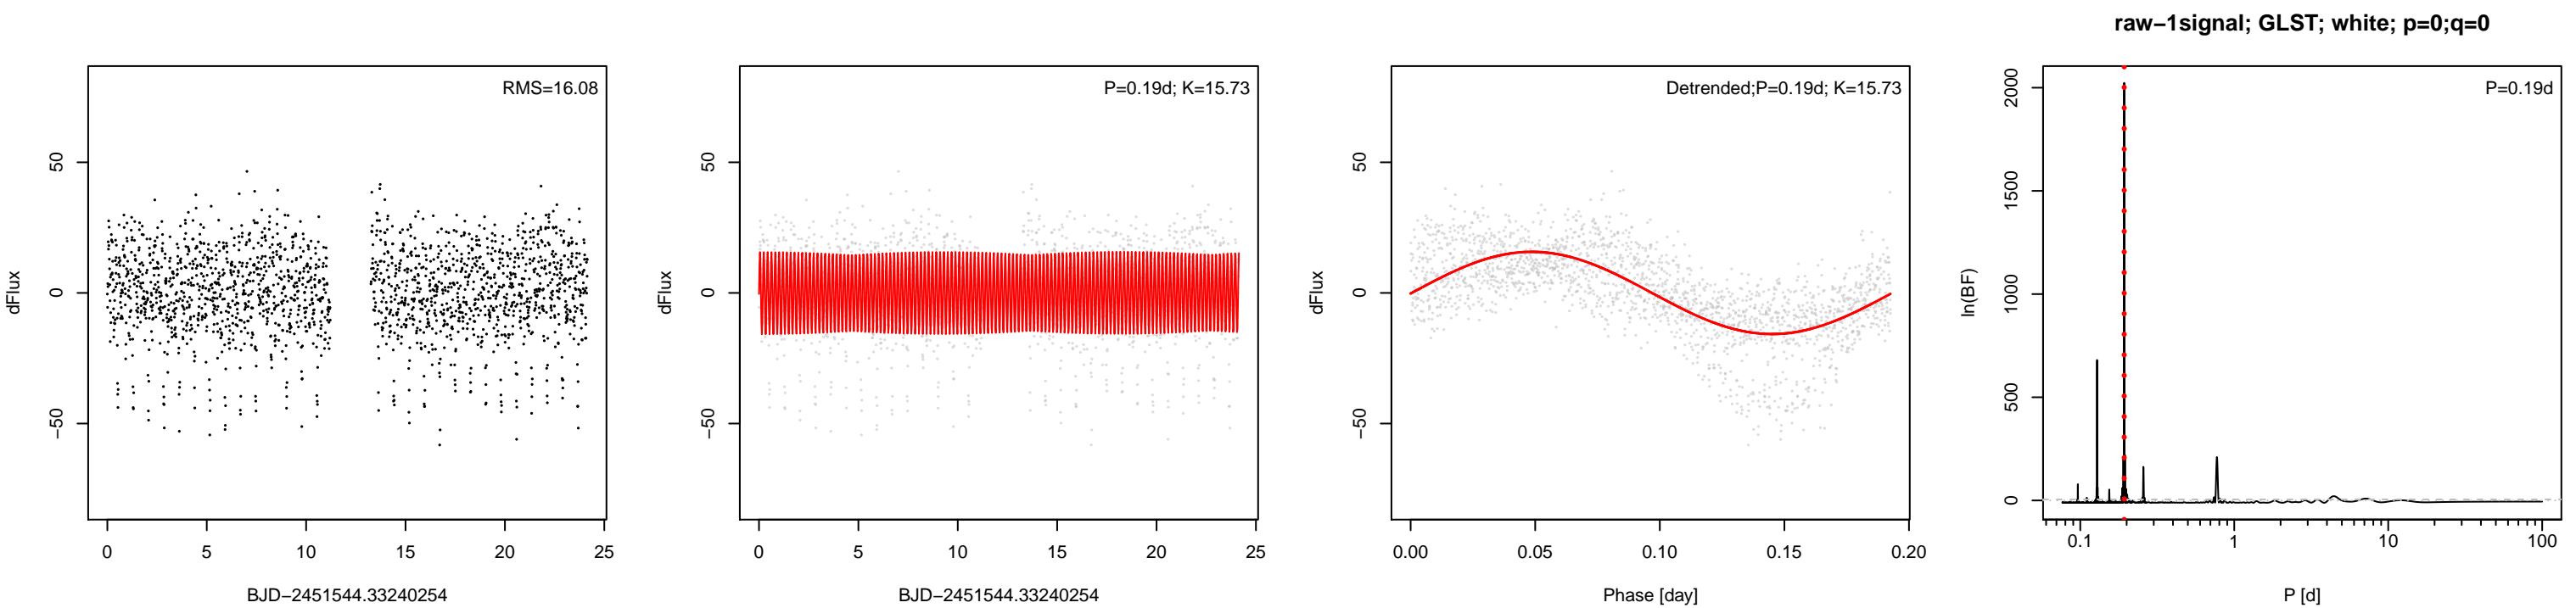 raw−1signal; GLST; white; p=0;q=0
RMS=16.08
dFlux
50
0
−50
0 5 10 15 20 25
BJD−2451544.33240254
P=0.19d; K=15.73
dFlux
50
0
−50
0 5 10 15 20 25
BJD−2451544.33240254
Detrended;P=0.19d; K=15.73
dFlux
50
0
−50
0.00 0.05 0.10 0.15 0.20
Phase [day]
P=0.19d
ln(BF)
2000
1500
1000
500
0
0.1 1 10 100
P [d]